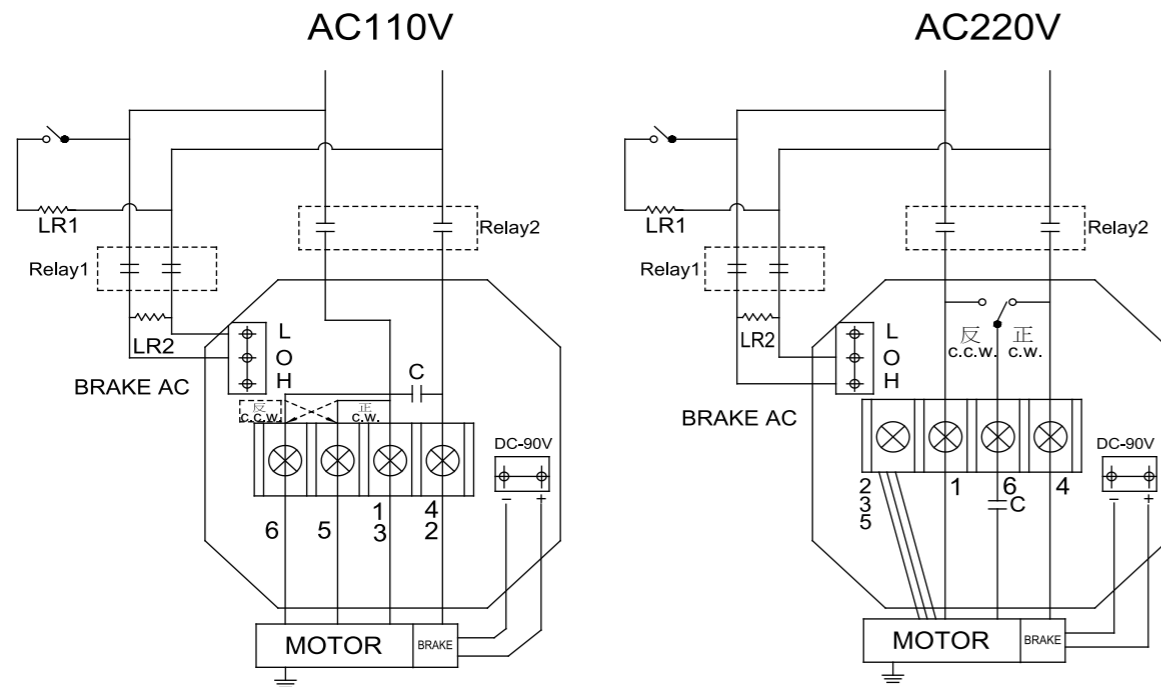 AC110V
LR1
Relay2
Relay1
LR2
L
O
H
BRAKE AC
C
反
C.C.W.
正
C.W.
DC-90V
6
5
1
3
4
2
−
+
MOTOR
BRAKE
AC220V
LR1
Relay2
Relay1
LR2
L
O
H
反
C.C.W.
正
C.W.
BRAKE AC
DC-90V
2
3
5
1
6
4
C
−
+
MOTOR
BRAKE